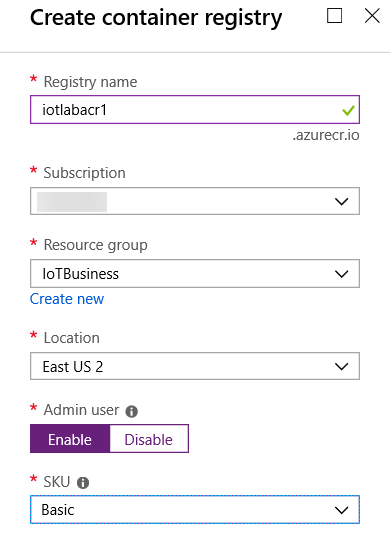 Create container registry
* Registry name
iotlabacr1
.azurecr.io
* Subscription
* Resource group
IoTBusiness
Create new
* Location
East US 2
* Admin user
Enable Disable
* SKU
Basic